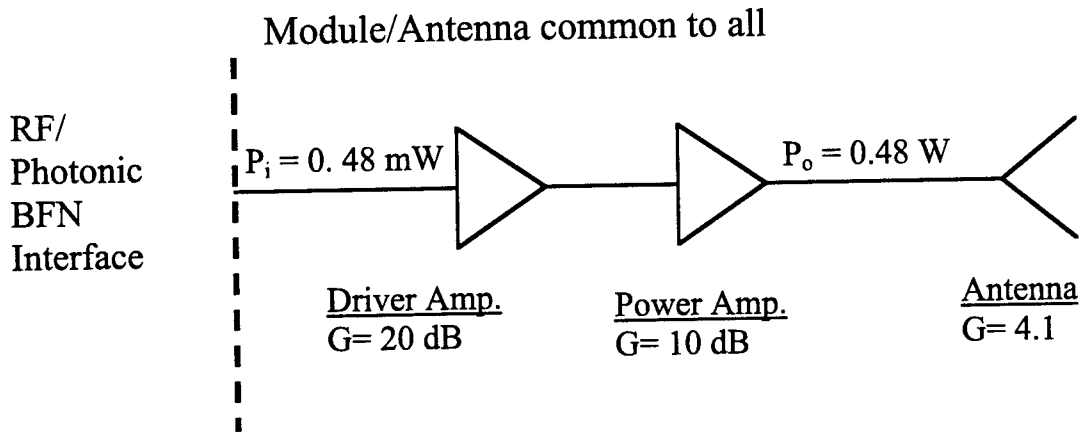 Module/Antenna common to all
RF/
Photonic
BFN
Interface
P_i = 0. 48 mW
P_o = 0.48 W
Driver Amp.
G= 20 dB
Power Amp.
G= 10 dB
Antenna
G= 4.1